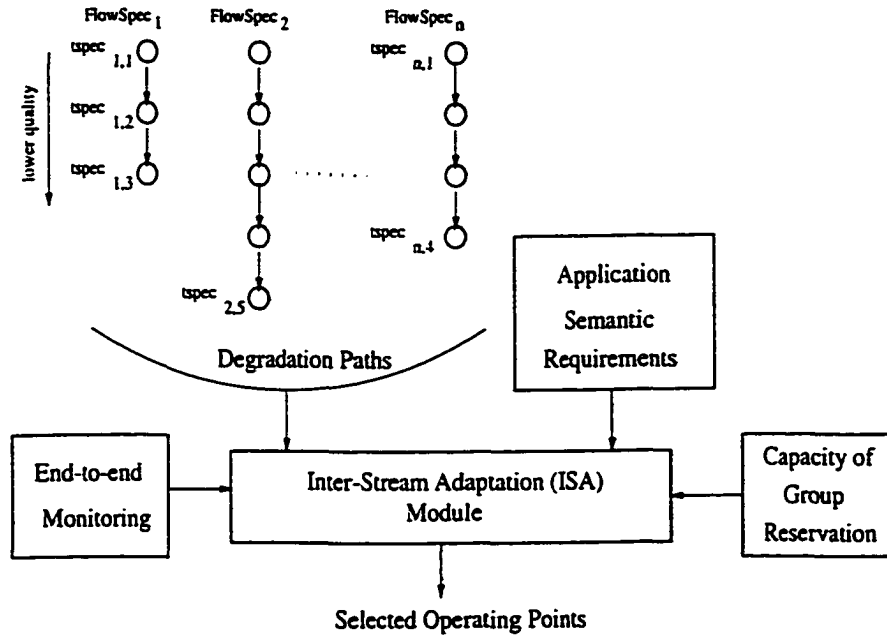 FlowSpec 1 FlowSpec 2 FlowSpec n
tspec 1,1 tspec n,1
tspec 1,2
tspec 1,3
lower quality
tspec n,4
tspec 2,5
Degradation Paths
Application
Semantic
Requirements
End-to-end
Monitoring
Inter-Stream Adaptation (ISA)
Module
Capacity of
Group
Reservation
Selected Operating Points